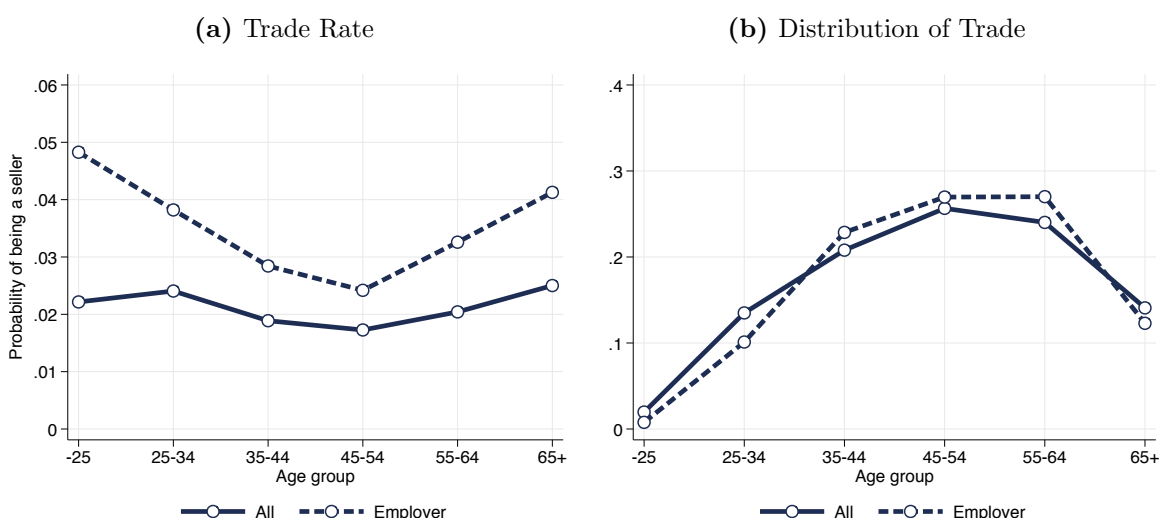 (a) Trade Rate
Probability of being a seller
.06
.05
.04
.03
.02
.01
0
-25 25-34 35-44 45-54 55-64 65+
Age group
All Employer
(b) Distribution of Trade
.4
.3
.2
.1
0
-25 25-34 35-44 45-54 55-64 65+
Age group
All Employer